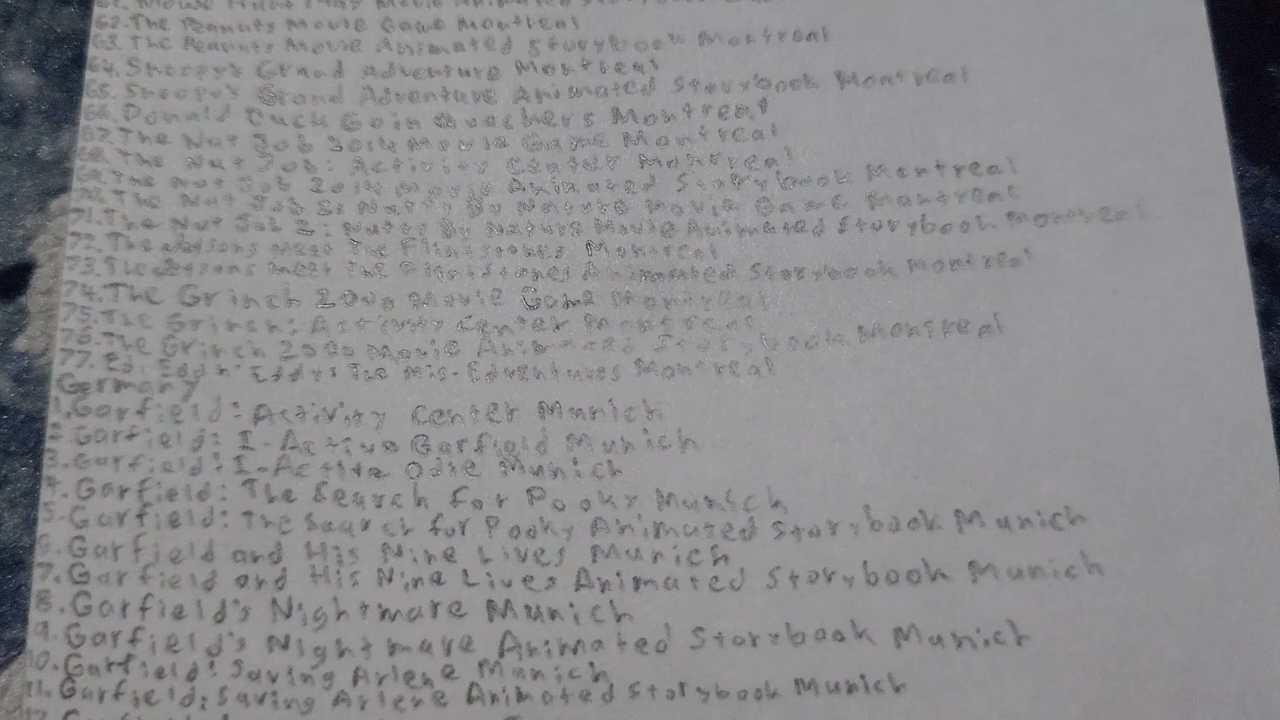 61. Mouse Hunt Movie Animated Storybook
62. The Peanuts Movie Game Montreal
63. The Peanuts Movie Animated Storybook Montreal
64. Snoopy's Grand Adventure Montreal
65. Snoopy's Grand Adventure Animated Storybook Montreal
66. Donald Duck Goin Quackers Montreal
67. The Nut Job 2014 Movie Game Montreal
68. The Nut Job: Activity Center Montreal
69. The Nut Job 2014 Movie Animated Storybook Montreal
70. The Nut Job 2: Nutty By Nature Movie Game Montreal
71. The Nut Job 2: Nutty By Nature Movie Animated Storybook Montreal
72. The Jetsons Meet The Flintstones Montreal
73. The Jetsons Meet The Flintstones Animated Storybook Montreal
74. The Grinch 2000 Movie Game Montreal
75. The Grinch: Activity Center Montreal
76. The Grinch 2000 Movie Animated Storybook Montreal
77. Ed, Edd n' Eddy: The Mis-Edventures Montreal
Germany
1. Garfield: Activity Center Munich
2. Garfield: I-Active Garfield Munich
3. Garfield: I-Active Odie Munich
4. Garfield: The Search for Pooky Munich
5. Garfield: The Search for Pooky Animated Storybook Munich
6. Garfield and His Nine Lives Munich
7. Garfield and His Nine Lives Animated Storybook Munich
8. Garfield's Nightmare Munich
9. Garfield's Nightmare Animated Storybook Munich
10. Garfield: Saving Arlene Munich
11. Garfield: Saving Arlene Animated Storybook Munich